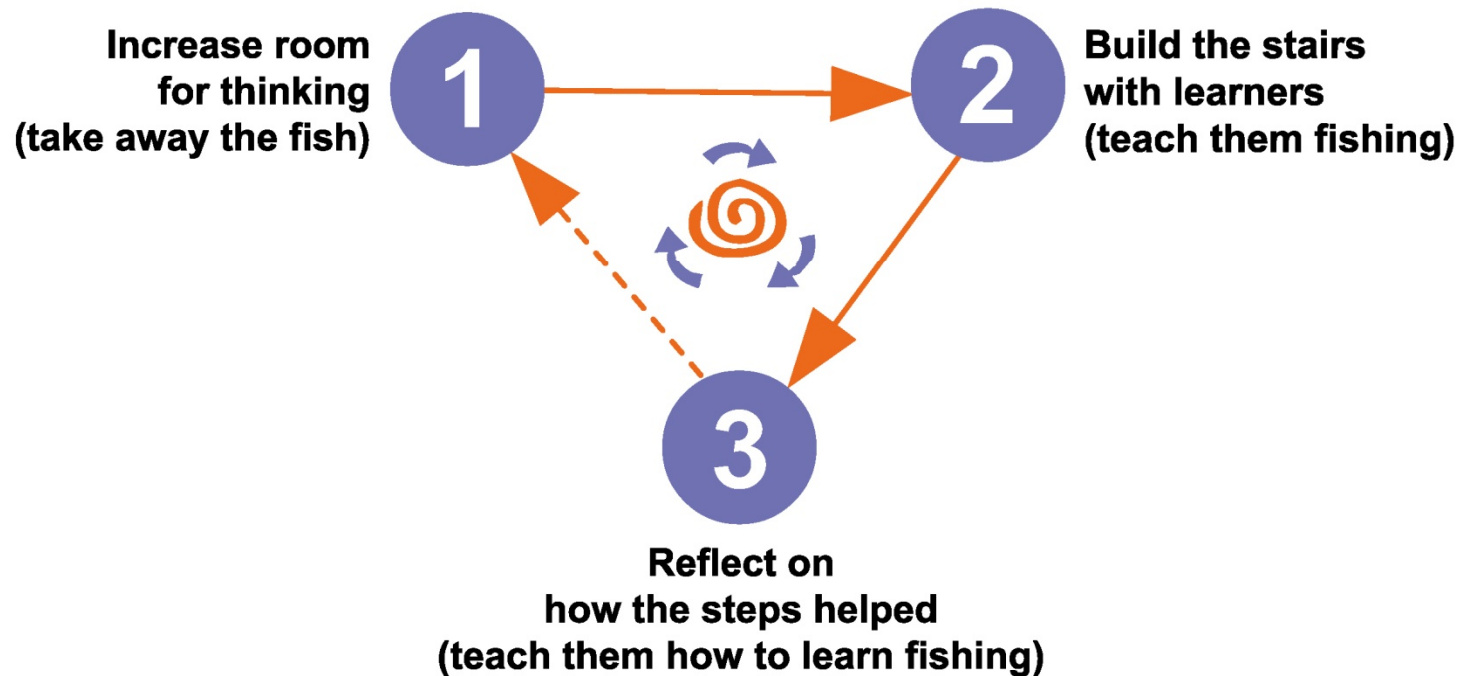 Increase room
for thinking
(take away the fish)
1
2
Build the stairs
with learners
(teach them fishing)
3
Reflect on
how the steps helped
(teach them how to learn fishing)